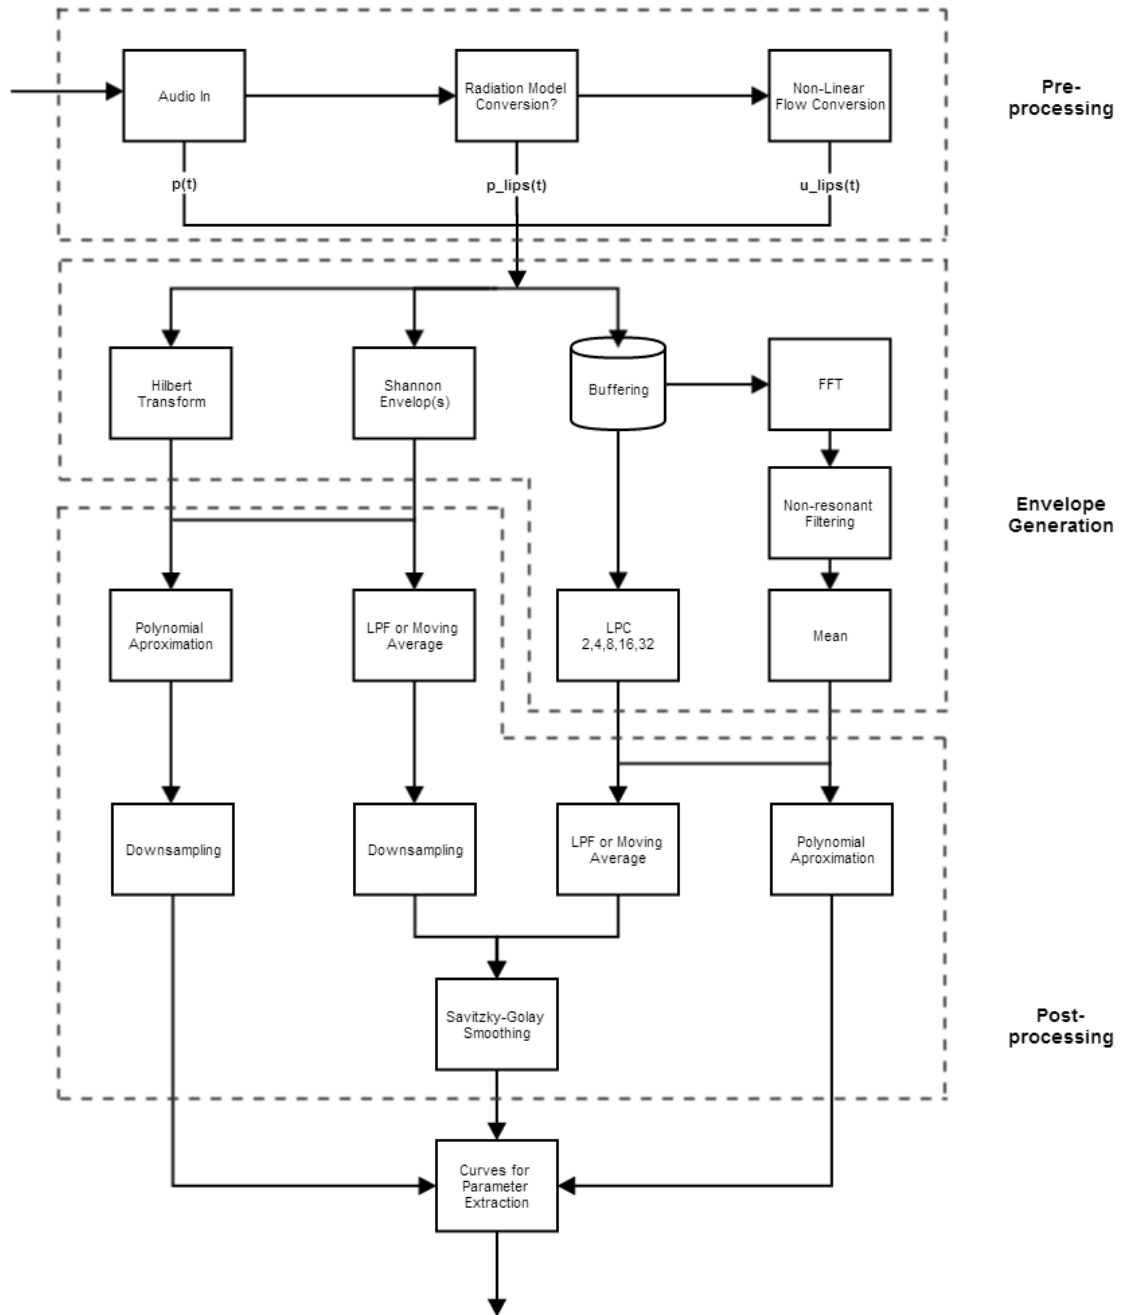 Audio In
Radiation Model
Conversion?
Non-Linear
Flow Conversion
Pre-
processing
p(t)
p_lips(t)
u_lips(t)
Hilbert
Transform
Shannon
Envelop(s)
Buffering
FFT
Non-resonant
Filtering
Envelope
Generation
Polynomial
Aproximation
LPF or Moving
Average
LPC
2,4,8,16,32
Mean
Downsampling
Downsampling
LPF or Moving
Average
Polynomial
Aproximation
Savitzky-Golay
Smoothing
Post-
processing
Curves for
Parameter
Extraction